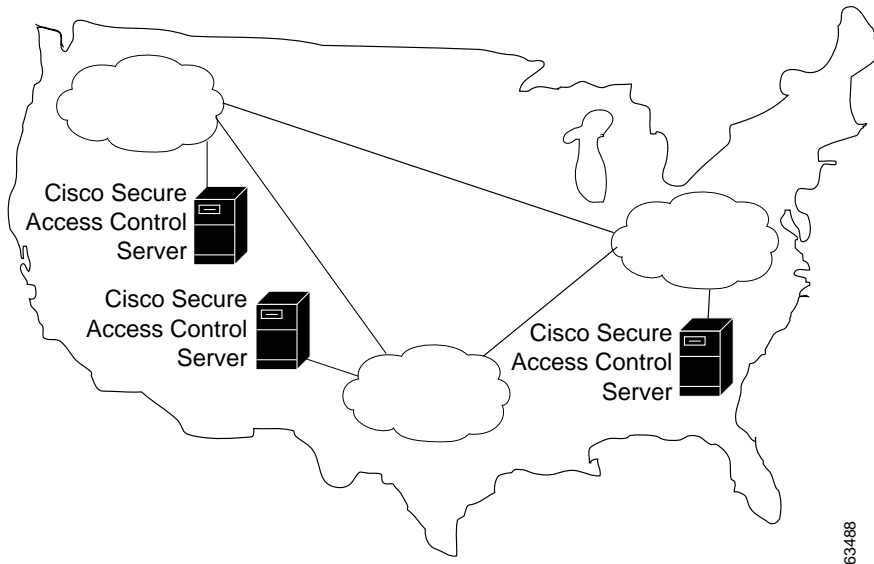 Cisco Secure
Access Control
Server
Cisco Secure
Access Control
Server
Cisco Secure
Access Control
Server
63488